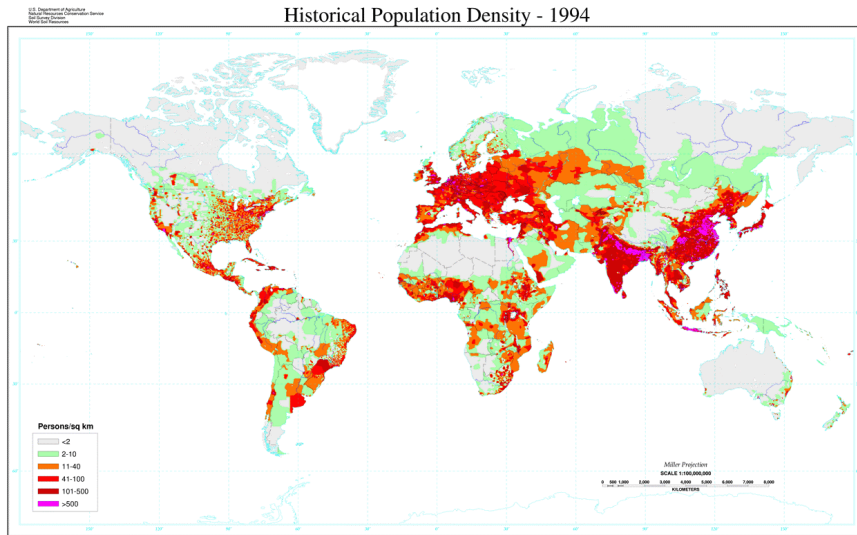 U.S. Department of Agriculture
Natural Resources Conservation Service
Soil Survey Division
World Soil Resources
Historical Population Density - 1994
Persons/sq km
<2
2-10
11-40
41-100
101-500
>500
Miller Projection
SCALE 1:100,000,000
0 500 1,000 2,000 3,000 4,000 5,000 6,000 7,000 8,000
KILOMETERS